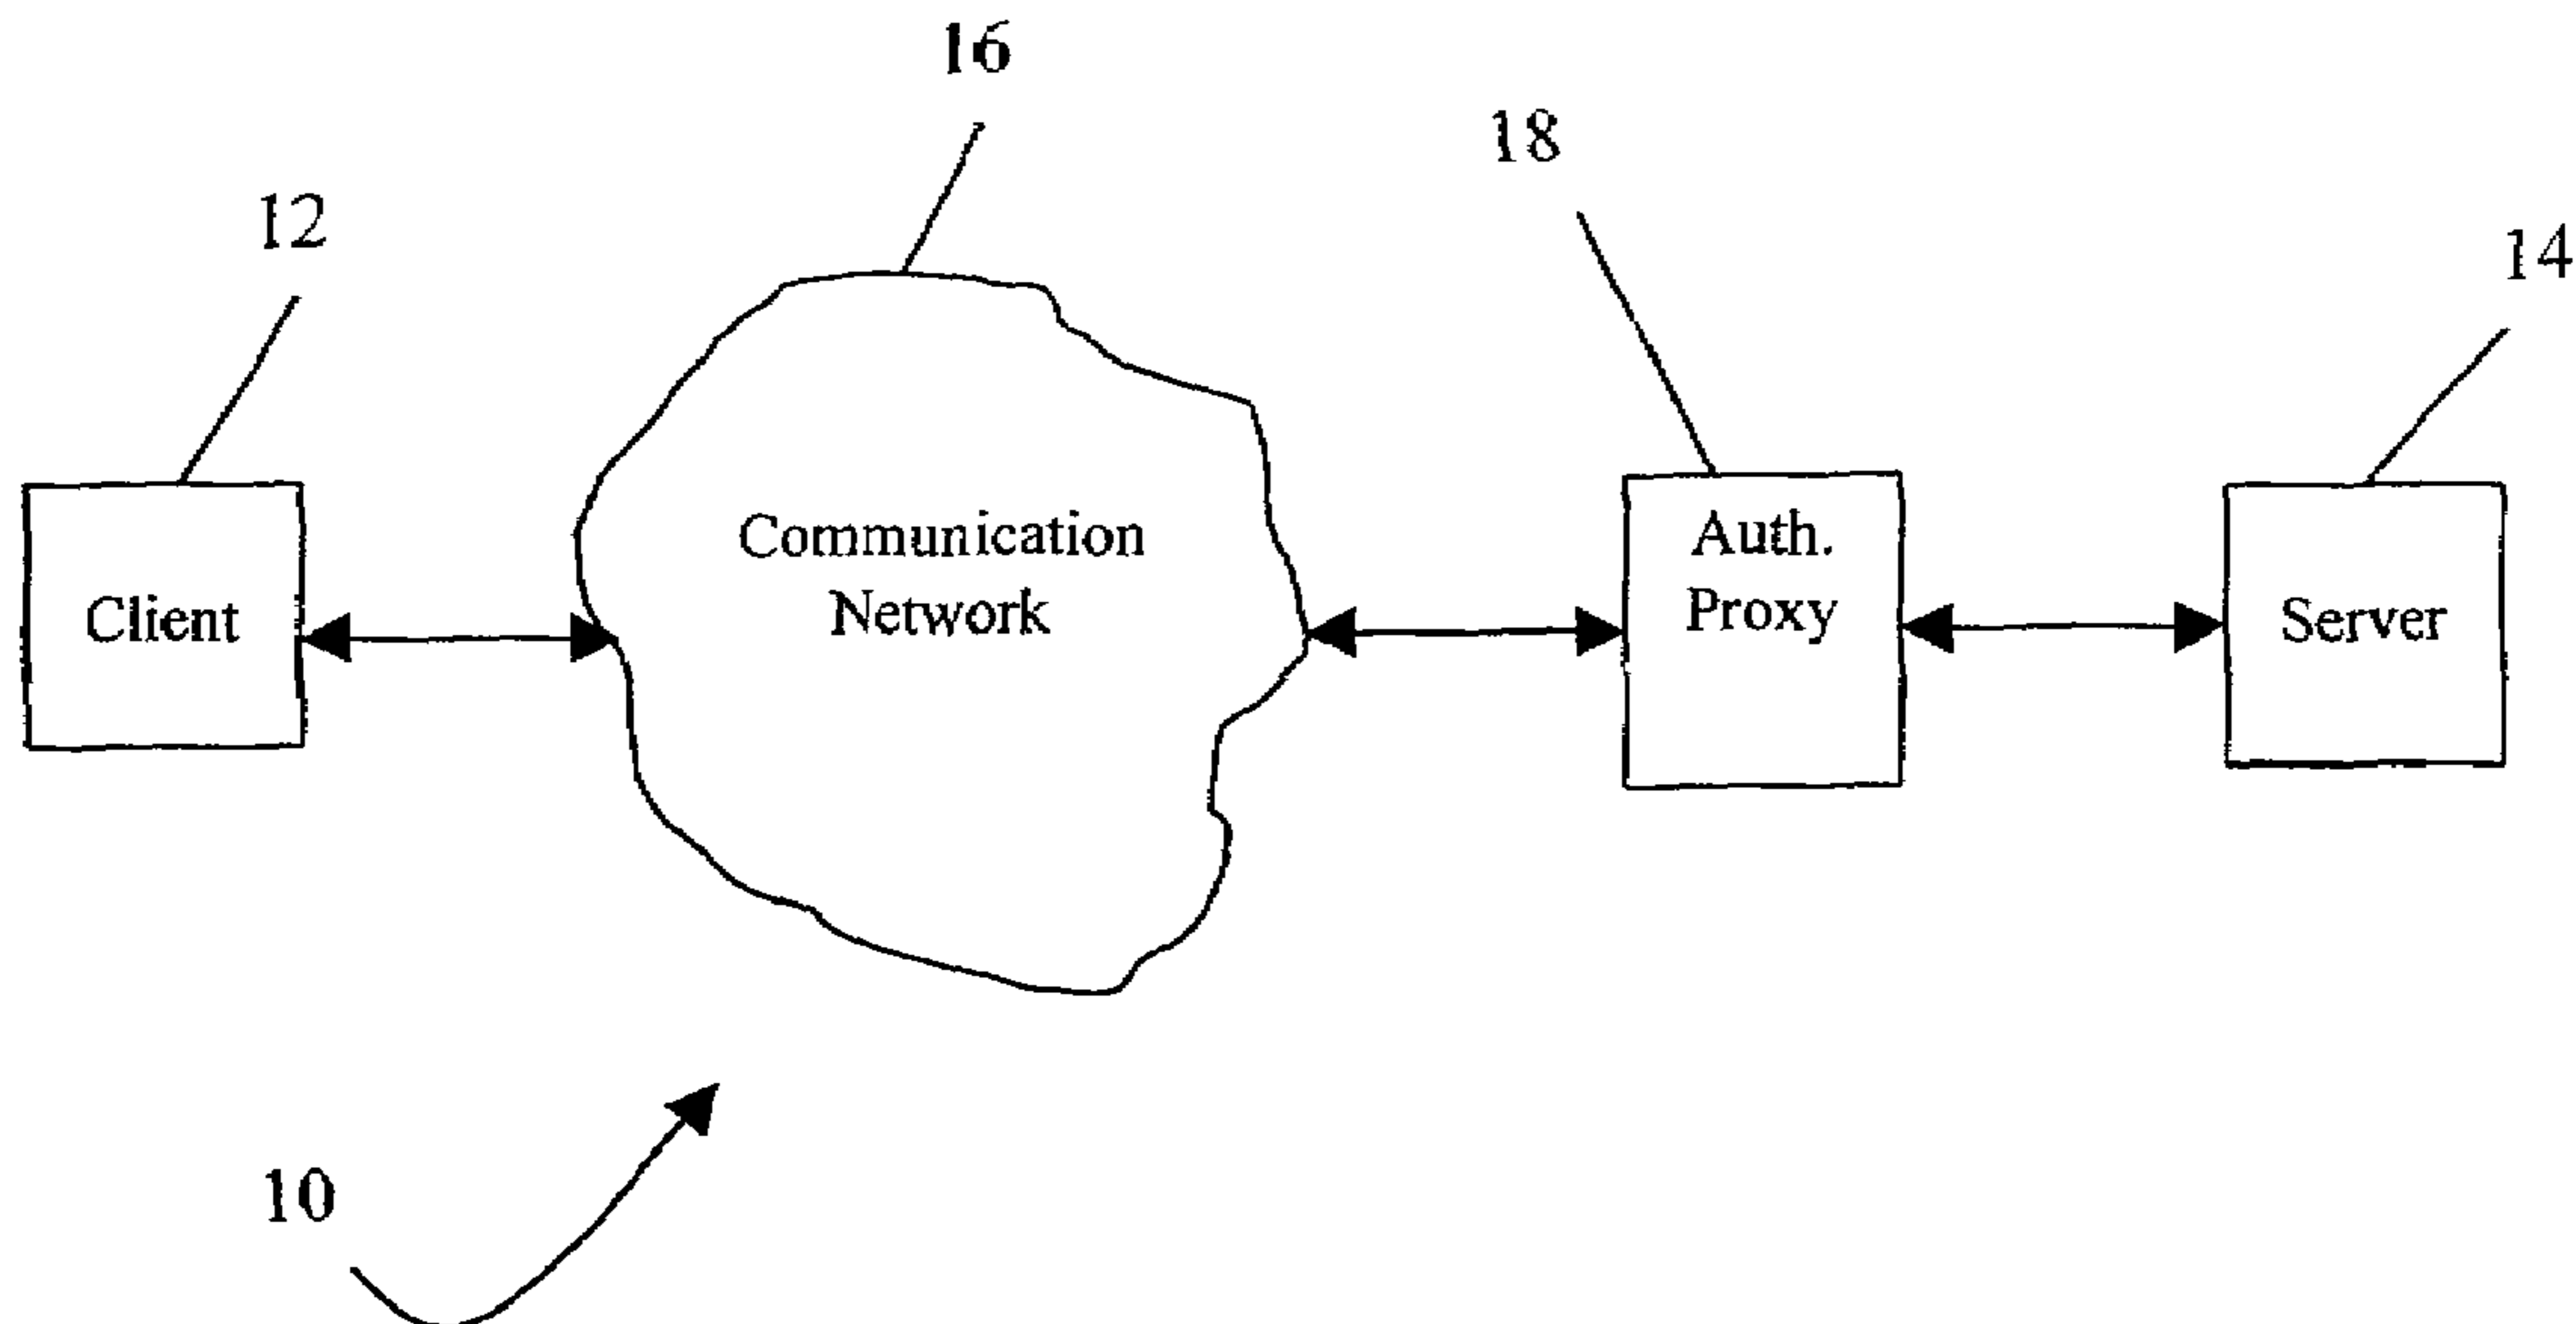 16
18
12
14
Communication
Network
Auth.
Proxy
Client
Server
10